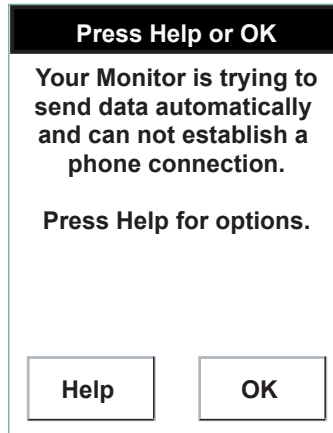 Press Help or OK
Your Monitor is trying to
send data automatically
and can not establish a
phone connection.
Press Help for options.
Help
OK